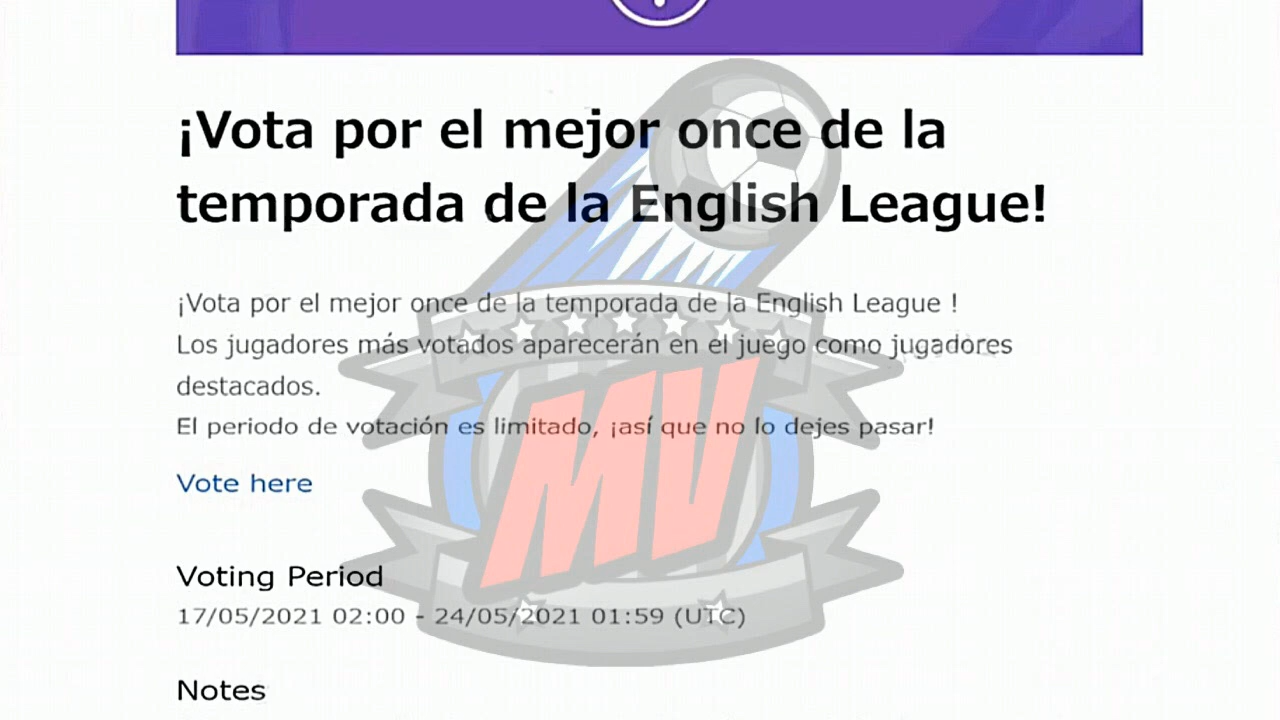 ¡Vota por el mejor once de la
temporada de la English League!
¡Vota por el mejor once de la temporada de la English League !
Los jugadores más votados aparecerán en el juego como jugadores
destacados.
El periodo de votación es limitado, ¡así que no lo dejes pasar!
Vote here
MV
Voting Period
17/05/2021 02:00 - 24/05/2021 01:59 (UTC)
Notes